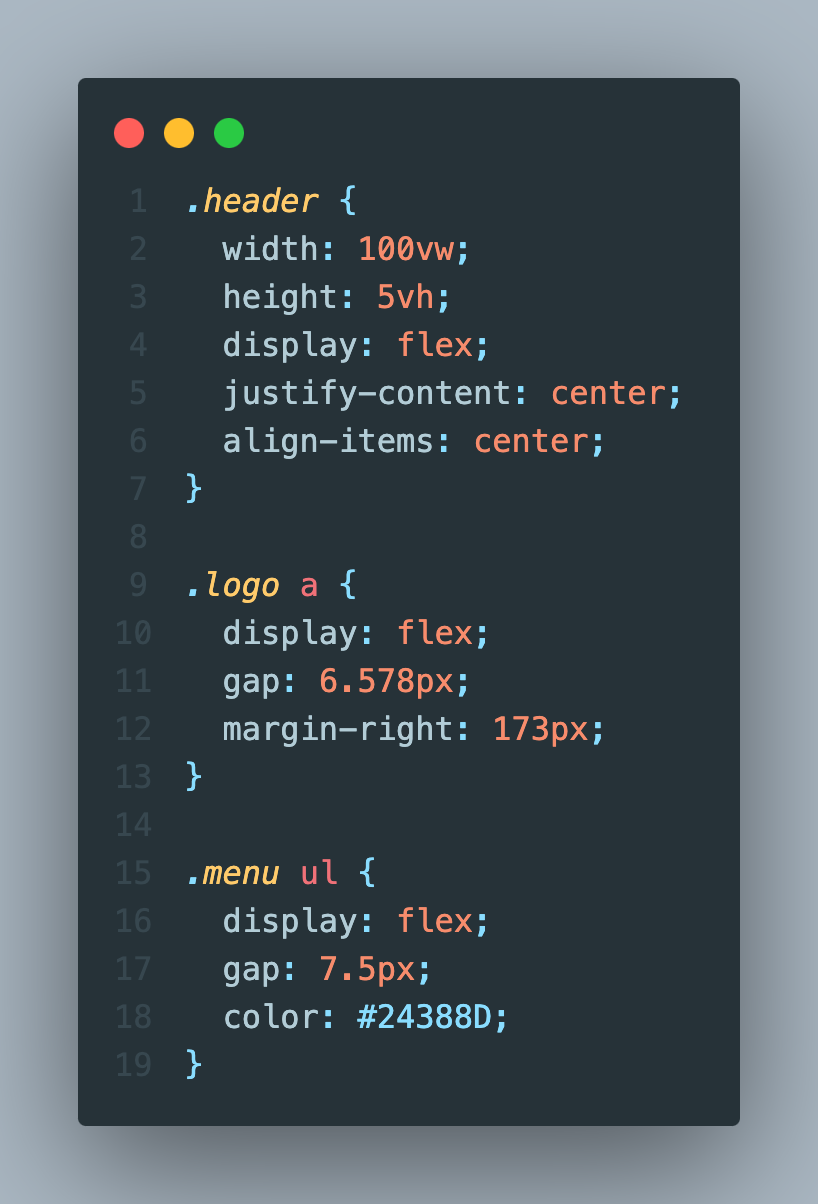 1 .header {
2   width: 100vw;
3   height: 5vh;
4   display: flex;
5   justify-content: center;
6   align-items: center;
7 }
8
9 .logo a {
10   display: flex;
11   gap: 6.578px;
12   margin-right: 173px;
13 }
14
15 .menu ul {
16   display: flex;
17   gap: 7.5px;
18   color: #24388D;
19 }